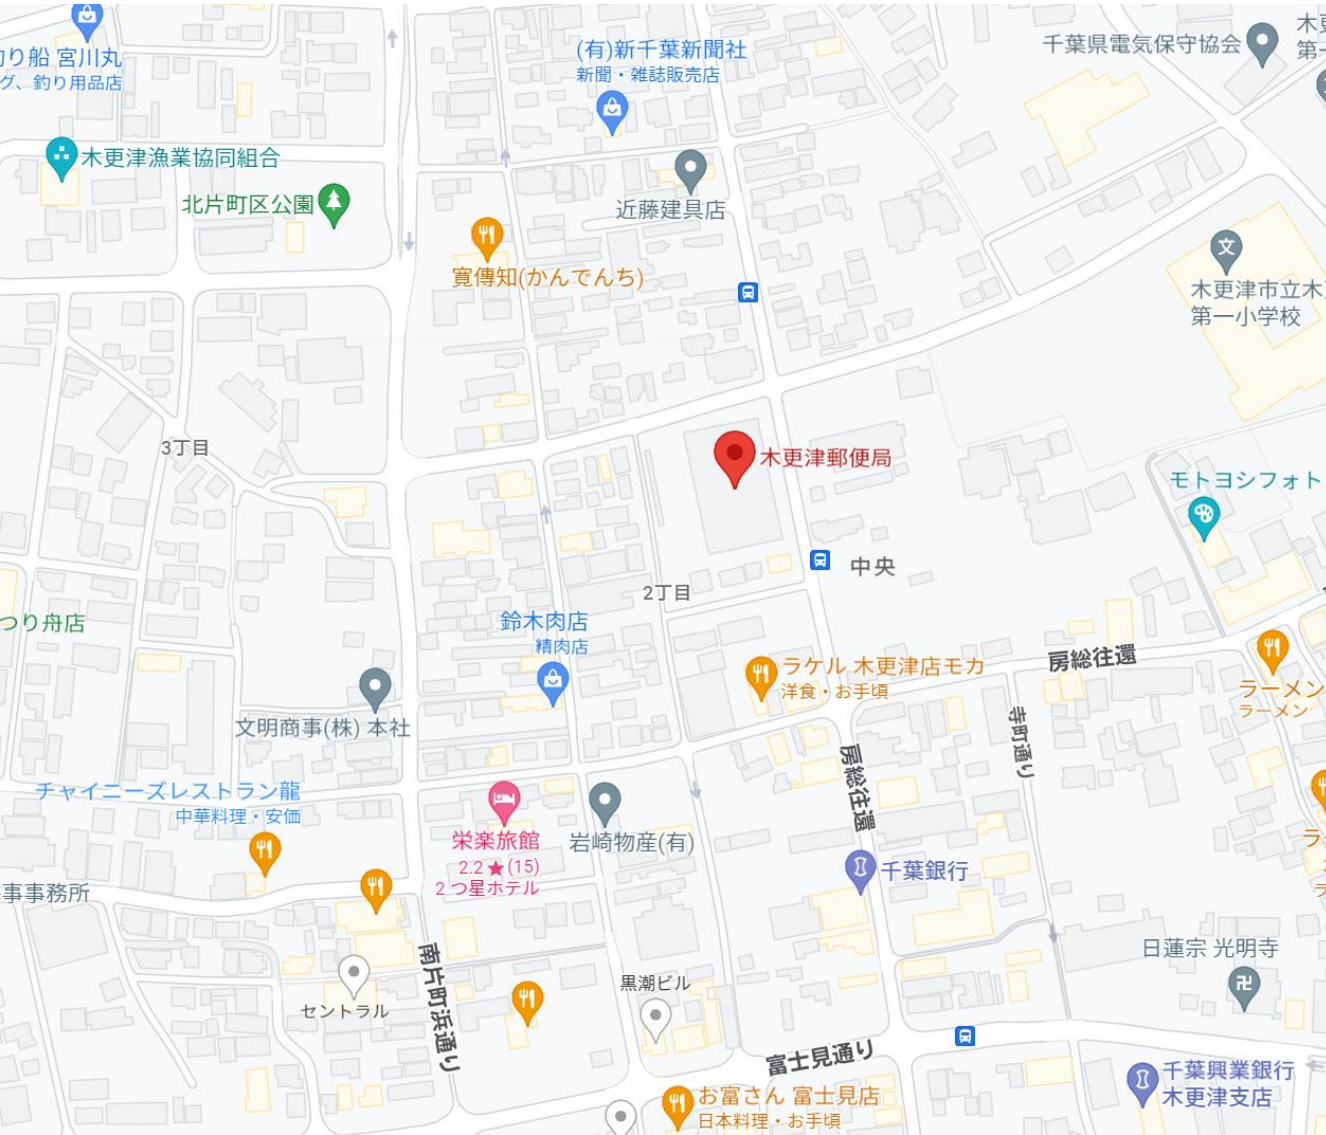 (有)新千葉新聞社
新聞・雑誌販売店
千葉県電気保守協会
り船 宮川丸
グ、釣り用品店
木更津漁業協同組合
北片町区公園
近藤建具店
寛傳知(かんでんち)
文
木更津市立木
第一小学校
3丁目
木更津郵便局
モトヨシフォト
中央
2丁目
つり舟店
鈴木肉店
精肉店
ラケル 木更津店モカ
洋食・お手頃
房総往還
ラーメン
ラーメン
文明商事(株) 本社
寺町通り
房総往還
チャイニーズレストラン龍
中華料理・安価
栄楽旅館
2.2★(15)
2 つ星ホテル
岩崎物産(有)
千葉銀行
事事務所
日蓮宗 光明寺
卍
南片町浜通り
セントラル
黒潮ビル
富士見通り
お富さん 富士見店
日本料理・お手頃
千葉興業銀行
木更津支店